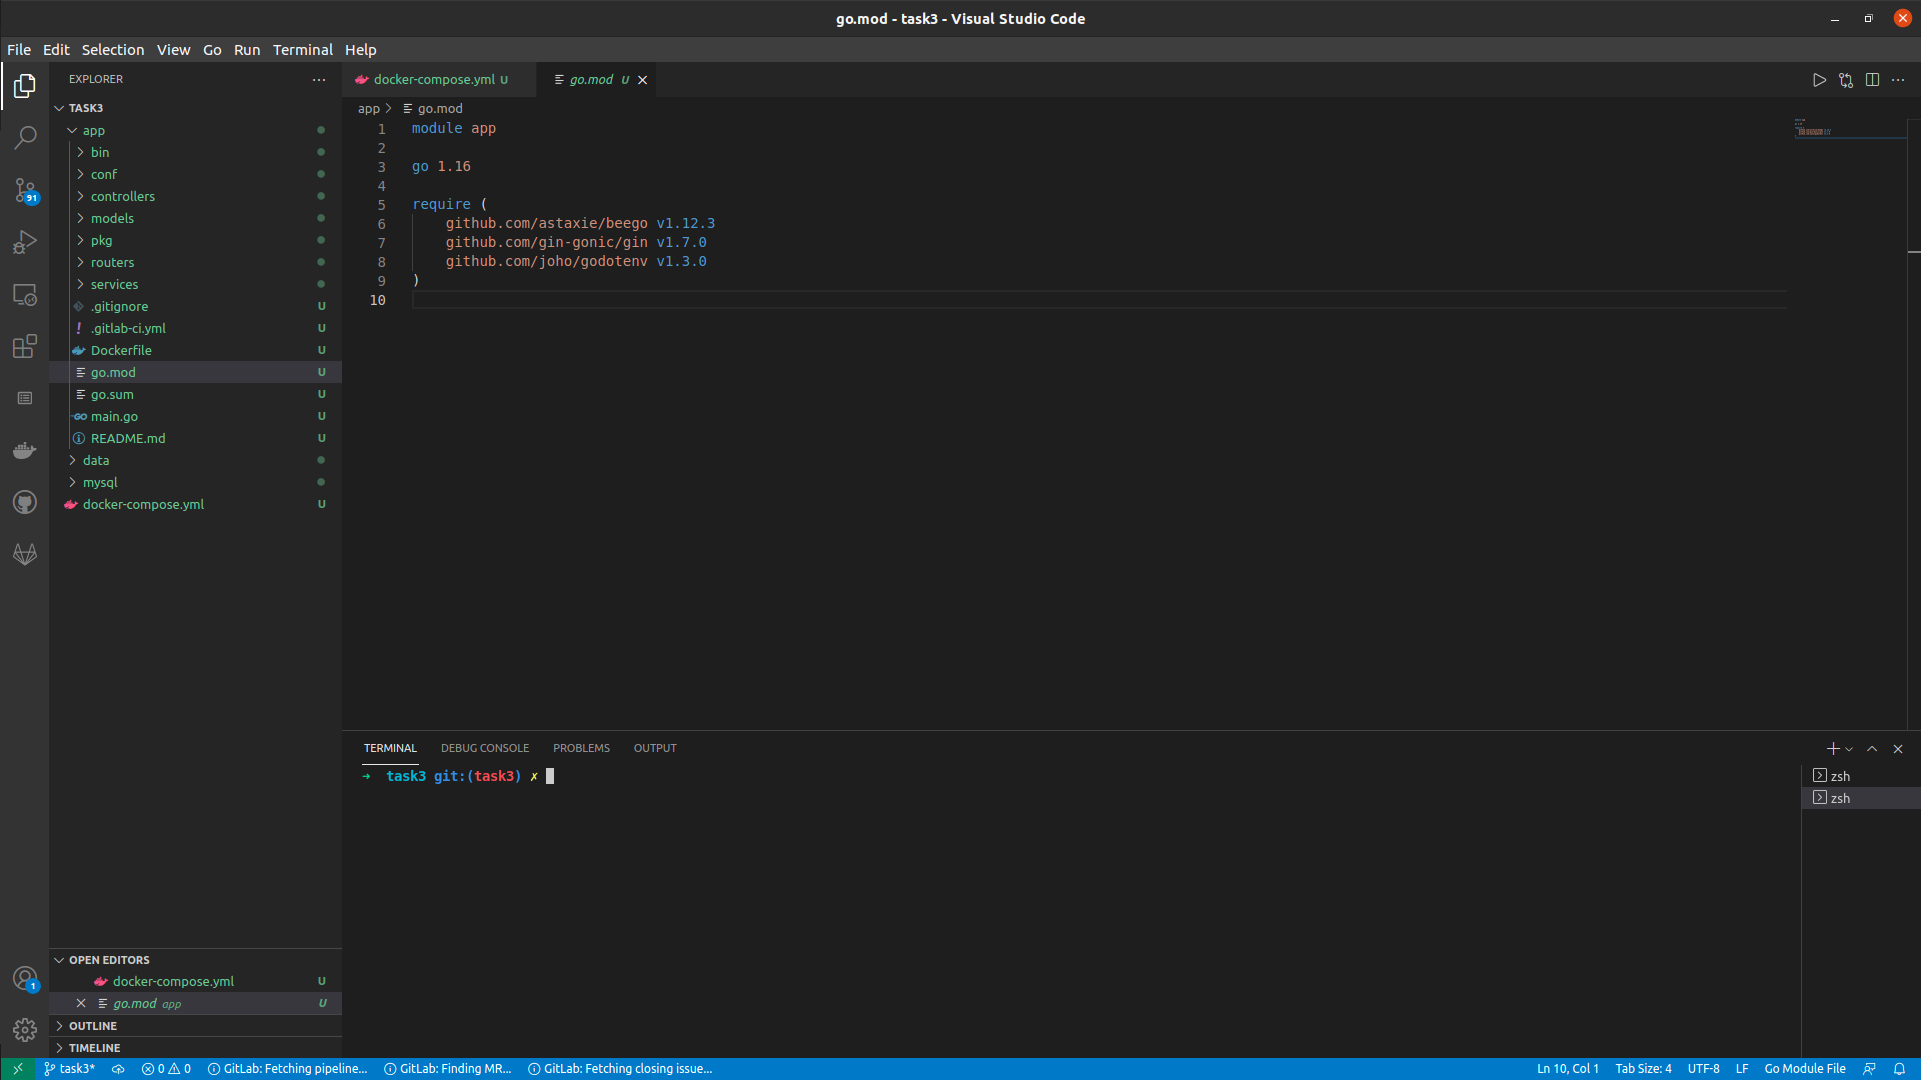 go.mod - task3 - Visual Studio Code
File Edit Selection View Go Run Terminal Help
EXPLORER
TASK3
app
bin
conf
controllers
models
pkg
routers
services
.gitignore U
.gitlab-ci.yml U
Dockerfile U
go.mod U
go.sum U
main.go U
README.md U
data
mysql
docker-compose.yml U
91
GO
OPEN EDITORS
docker-compose.yml U
go.mod app U
OUTLINE
TIMELINE
1
docker-compose.yml U
go.mod U
app > go.mod
1 module app
2
3 go 1.16
4
5 require (
6 github.com/astaxie/beego v1.12.3
7 github.com/gin-gonic/gin v1.7.0
8 github.com/joho/godotenv v1.3.0
9 )
10
TERMINAL DEBUG CONSOLE PROBLEMS OUTPUT
→ task3 git:(task3) ✗
zsh
zsh
task3* 0 0 GitLab: Fetching pipeline... GitLab: Finding MR... GitLab: Fetching closing issue... Ln 10, Col 1 Tab Size: 4 UTF-8 LF Go Module File